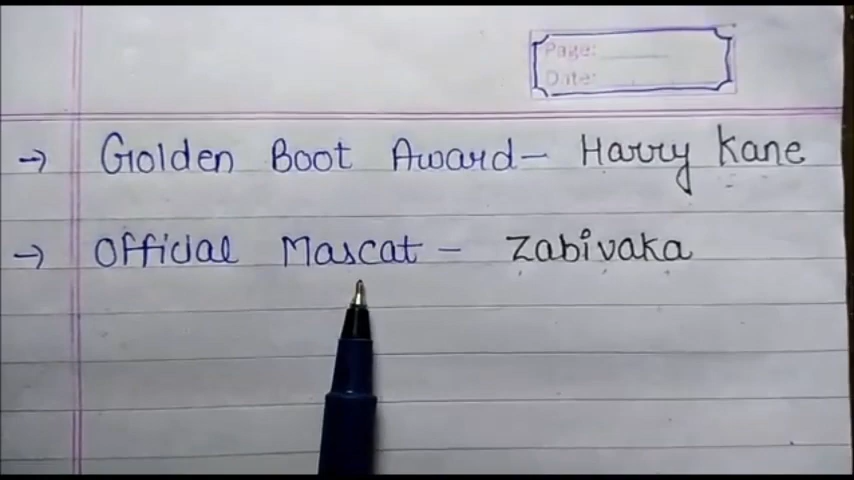 Page:
Date:
→ Golden Boot Award- Harry Kane
→ Official Mascat - Zabivaka